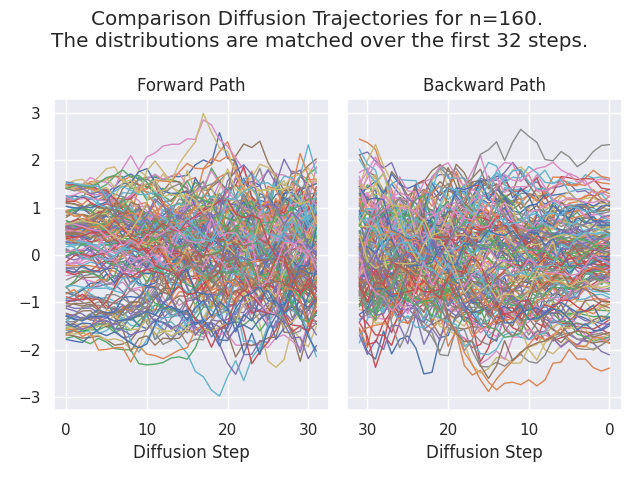 Comparison Diffusion Trajectories for n=160.
The distributions are matched over the first 32 steps.
Forward Path
Backward Path
3
2
1
0
−1
−2
−3
0 10 20 30
30 20 10 0
Diffusion Step
Diffusion Step